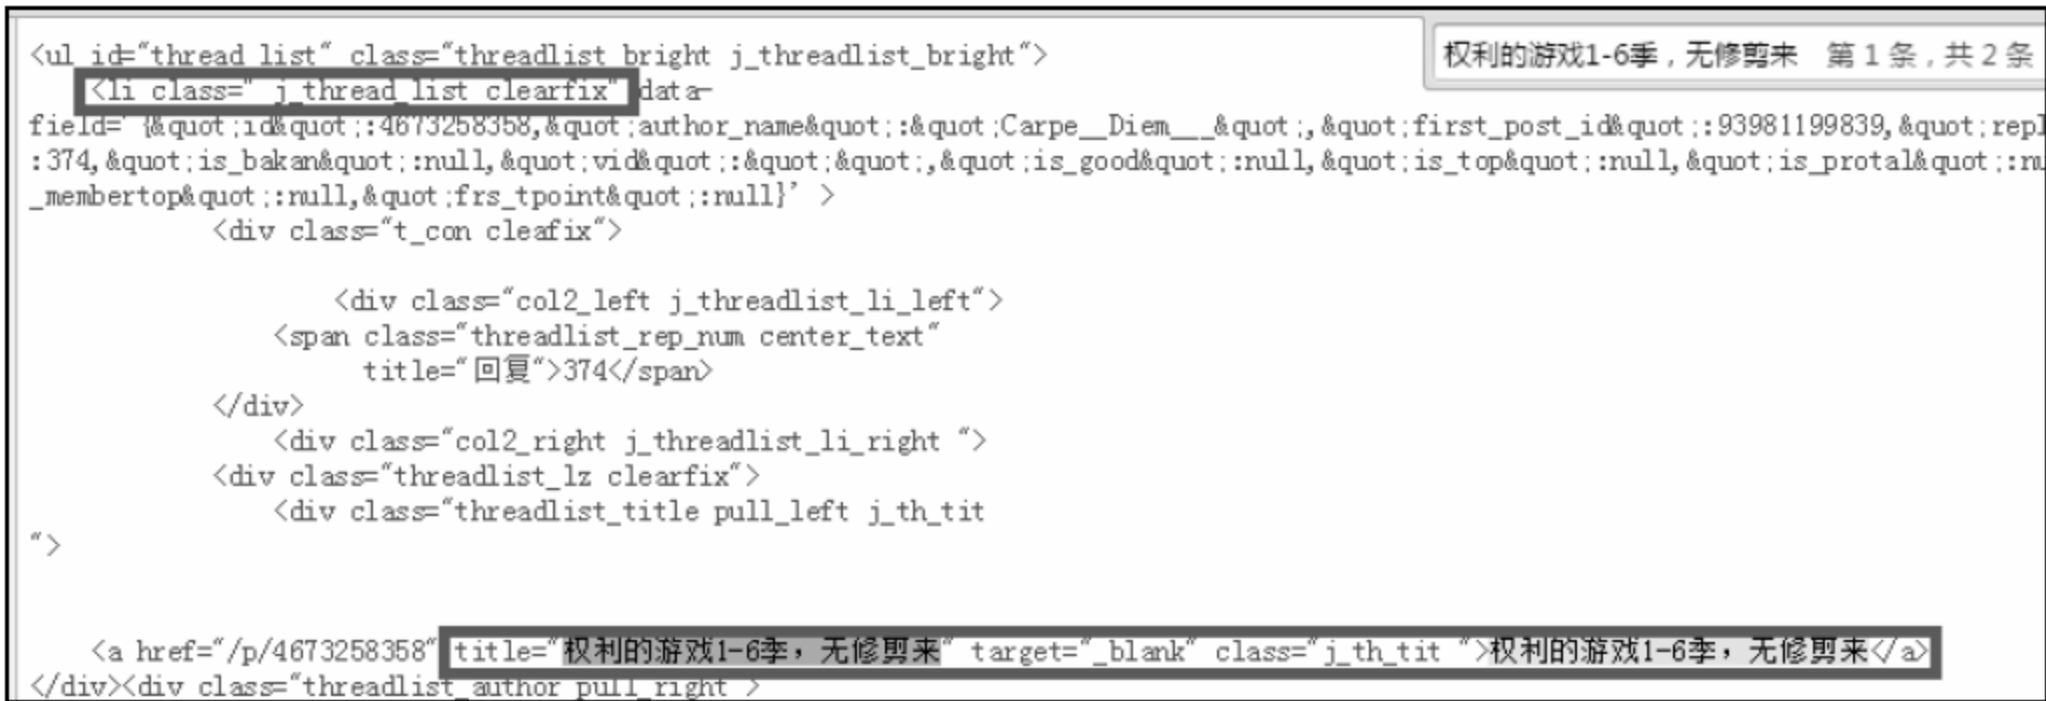 <ul id="thread_list" class="threadlist_bright j_threadlist_bright">
权利的游戏1-6季，无修剪来 第 1 条，共 2 条
<li class=" j_thread_list clearfix" data-
field='{&quot;id&quot;:4673258358,&quot;author_name&quot;:&quot;Carpe__Diem___&quot;,&quot;first_post_id&quot;:93981199839,&quot;repl
:374,&quot;is_bakan&quot;:null,&quot;vid&quot;:&quot;&quot;,&quot;is_good&quot;:null,&quot;is_top&quot;:null,&quot;is_protal&quot;:nu
_membertop&quot;:null,&quot;frs_tpoint&quot;:null}' >
<div class="t_con cleafix">
<div class="col2_left j_threadlist_li_left">
<span class="threadlist_rep_num center_text"
title="回复">374</span>
</div>
<div class="col2_right j_threadlist_li_right ">
<div class="threadlist_lz clearfix">
<div class="threadlist_title pull_left j_th_tit
">
<a href="/p/4673258358" title="权利的游戏1-6季，无修剪来" target="_blank" class="j_th_tit ">权利的游戏1-6季，无修剪来</a>
</div><div class="threadlist_author pull_right">